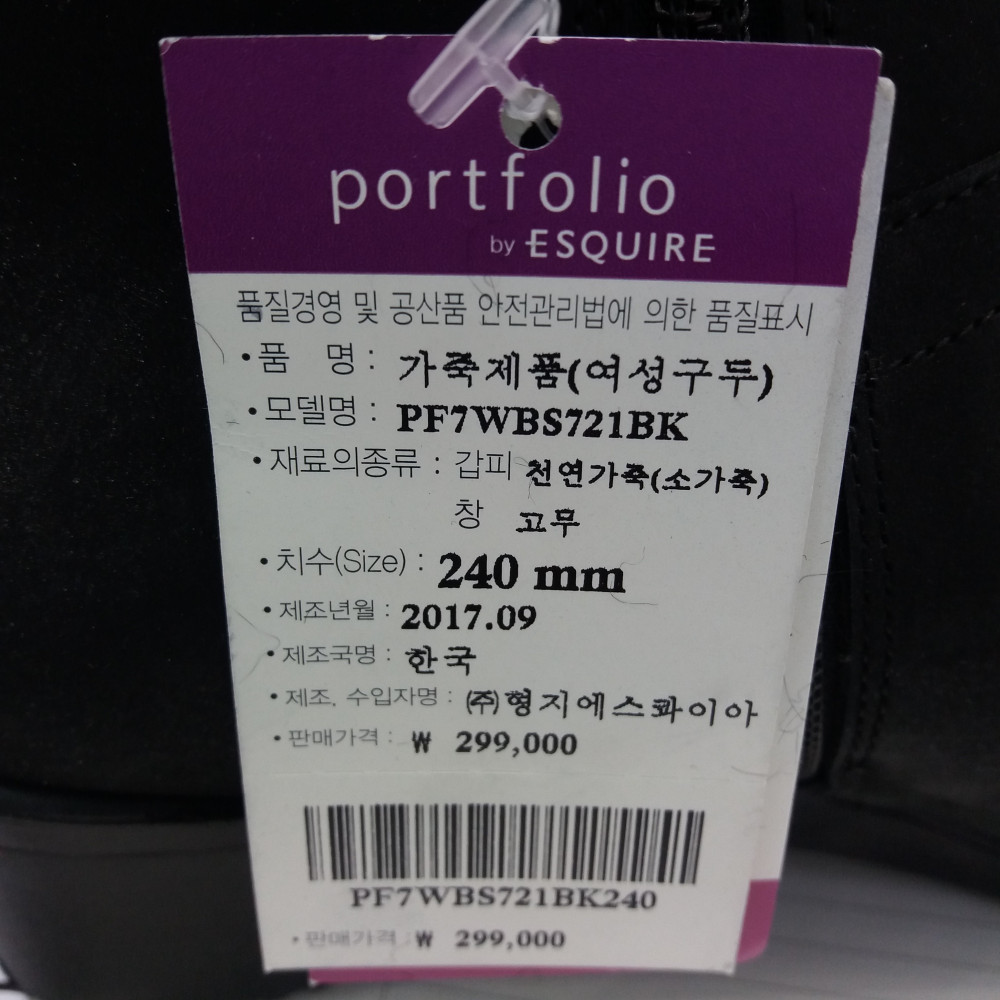 portfolio
by ESQUIRE
품질경영 및 공산품 안전관리법에 의한 품질표시
• 품 명 : 가죽제품(여성구두)
• 모델명 : PF7WBS721BK
• 재료의종류 : 갑피 천연가죽(소가죽)
창 고무
• 치수(Size) : 240 mm
• 제조년월 : 2017.09
• 제조국명 : 한국
• 제조, 수입자명 : (주)형지에스콰이아
• 판매가격 : ₩ 299,000
PF7WBS721BK240
• 판매가격 : ₩ 299,000